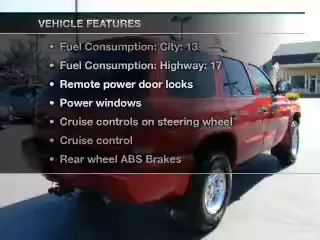 VEHICLE FEATURES
• Fuel Consumption: City: 13
• Fuel Consumption: Highway: 17
• Remote power door locks
• Power windows
• Cruise controls on steering wheel
• Cruise control
• Rear wheel ABS Brakes